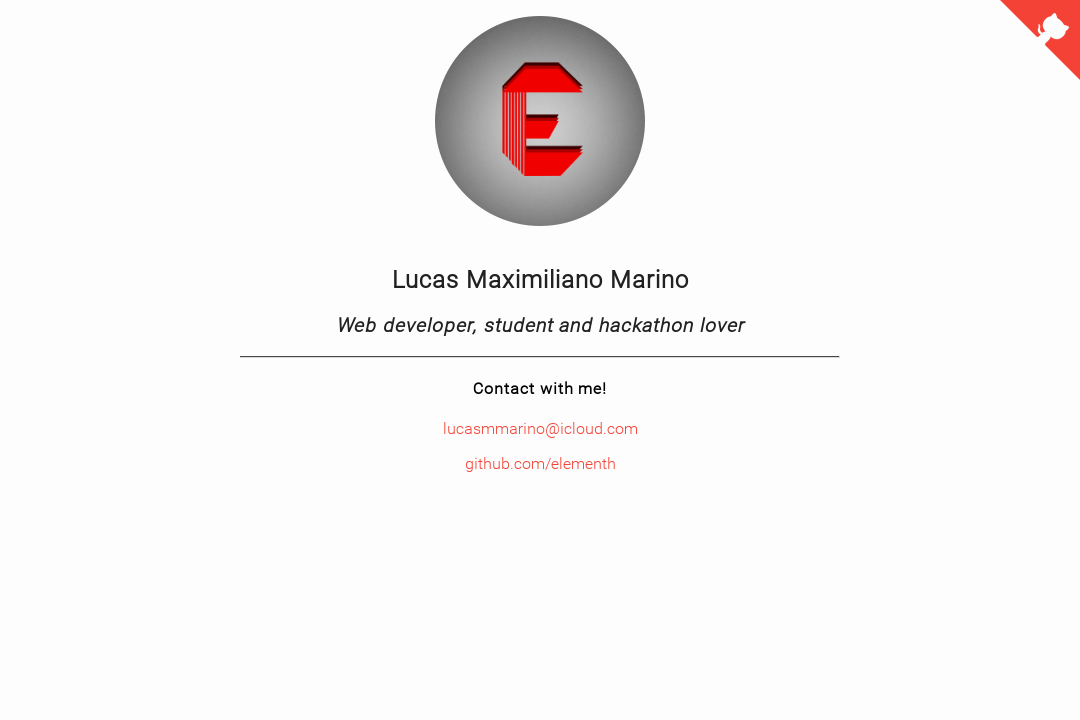 E
Lucas Maximiliano Marino
Web developer, student and hackathon lover
Contact with me!
lucasmmarino@icloud.com
github.com/elementh